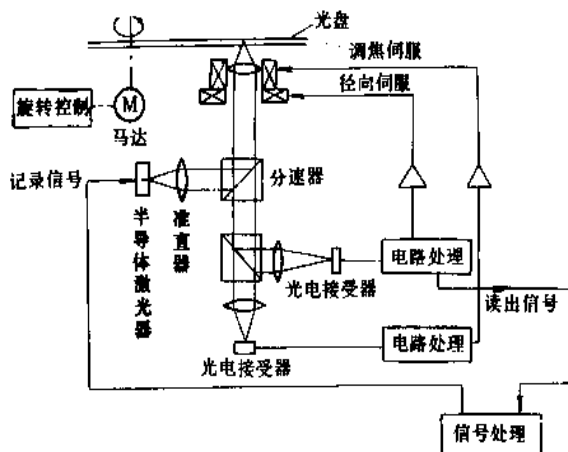 光盘
调焦伺服
径向伺服
旋转控制
M
马达
记录信号
分速器
半导体激光器
准直器
光电接受器
电路处理
读出信号
光电接受器
电路处理
信号处理